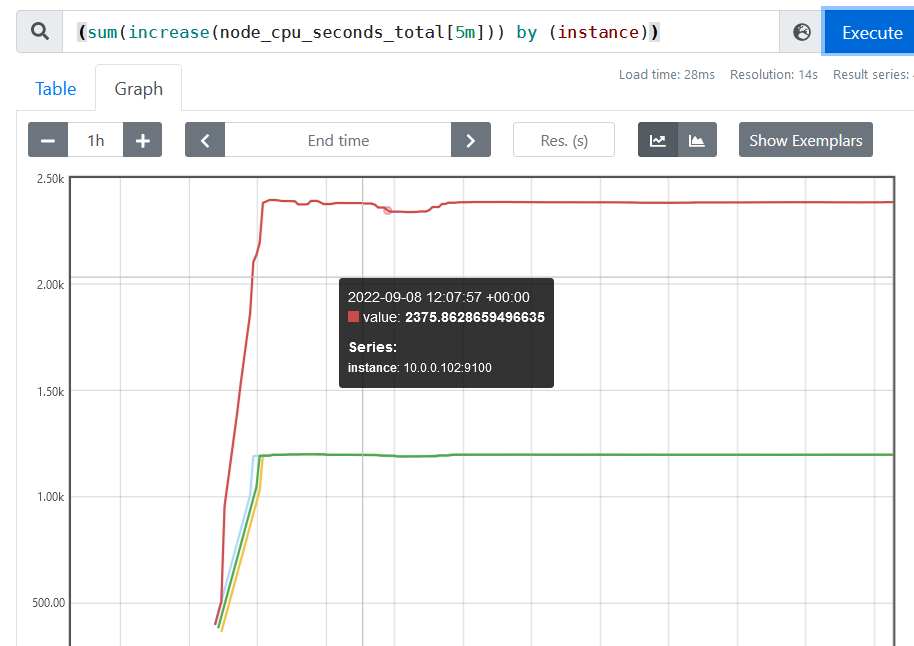 (sum(increase(node_cpu_seconds_total[5m])) by (instance))
Execute
Load time: 28ms Resolution: 14s Result series:
Table
Graph
1h
End time
Res. (s)
Show Exemplars
2.50k
2.00k
2022-09-08 12:07:57 +00:00
value: 2375.8628659496635
Series:
instance: 10.0.0.102:9100
1.50k
1.00k
500.00